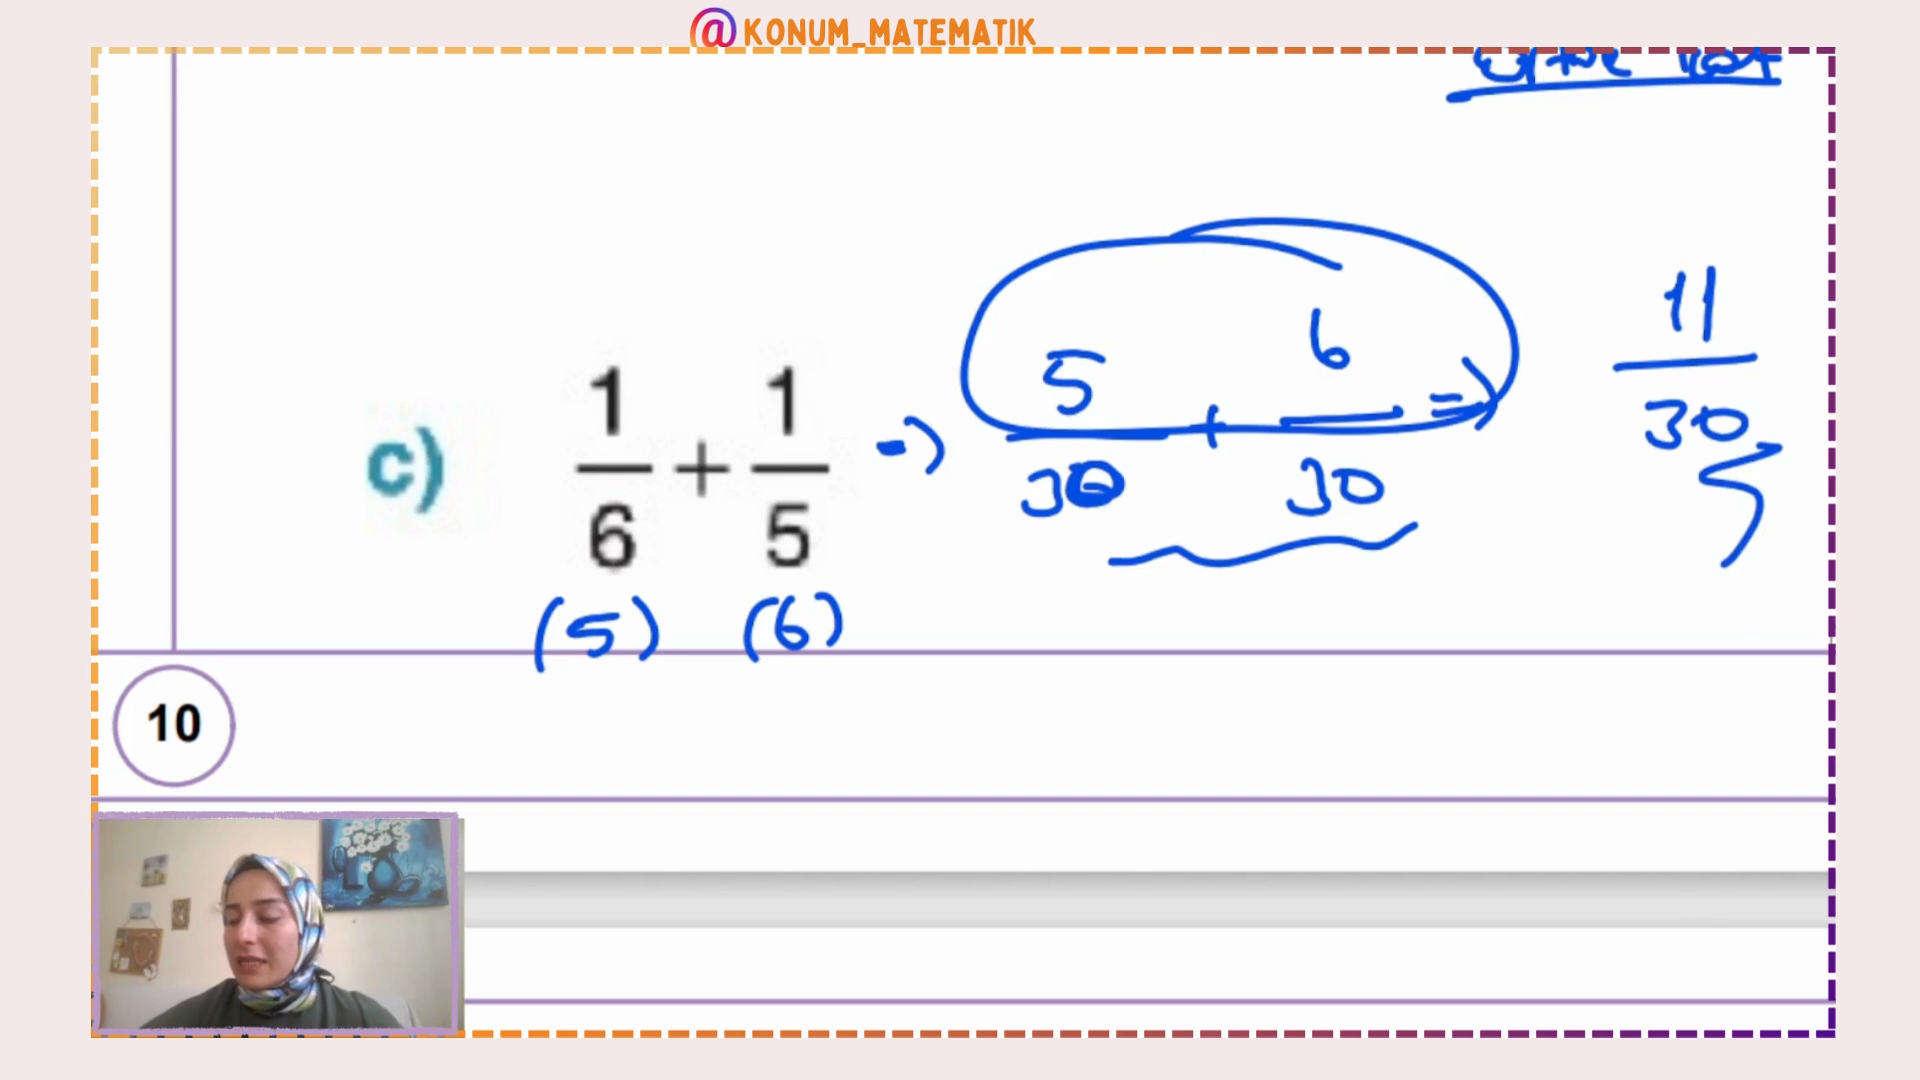 @KONUM_MATEMATIK
c) 1/6 + 1/5 => 5/30 + 6/30 => 11/30
(5) (6)
10